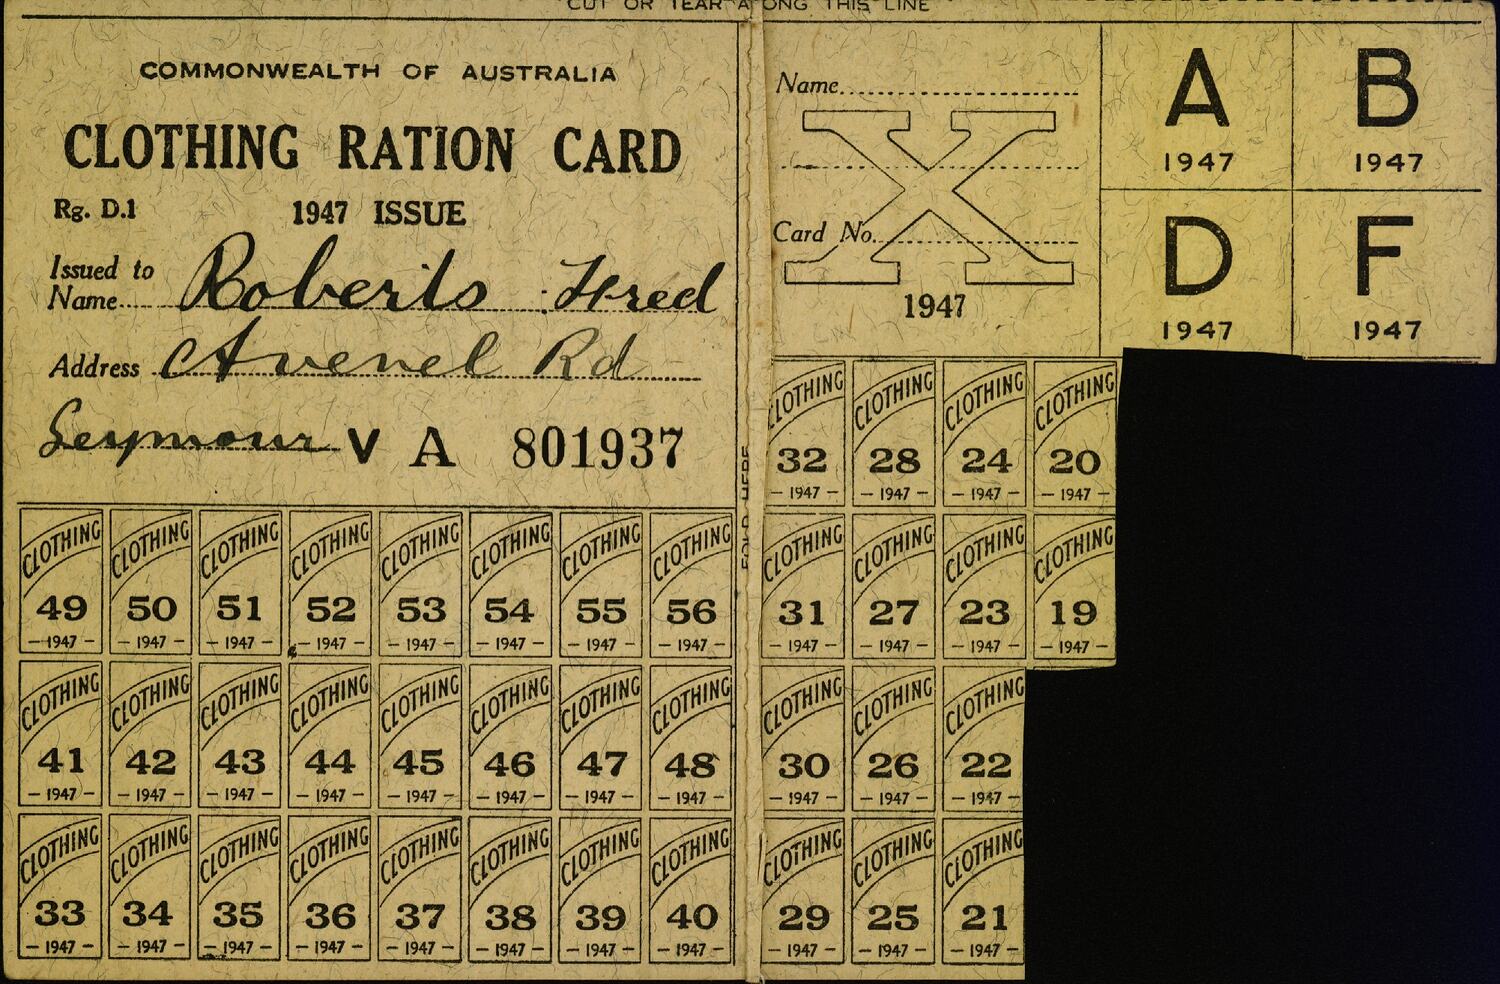 CUT OR TEAR ALONG THIS LINE
COMMONWEALTH OF AUSTRALIA
CLOTHING RATION CARD
Rg. D.1 1947 ISSUE
Issued to
Name Roberts Fred
Address Avenel Rd
Seymour V A 801937
FOLD HERE
CLOTHING CLOTHING CLOTHING CLOTHING CLOTHING CLOTHING CLOTHING CLOTHING
49 50 51 52 53 54 55 56
— 1947 — — 1947 — — 1947 — — 1947 — — 1947 — — 1947 — — 1947 — — 1947 —
CLOTHING CLOTHING CLOTHING CLOTHING CLOTHING CLOTHING CLOTHING CLOTHING
41 42 43 44 45 46 47 48
— 1947 — — 1947 — — 1947 — — 1947 — — 1947 — — 1947 — — 1947 — — 1947 —
CLOTHING CLOTHING CLOTHING CLOTHING CLOTHING CLOTHING CLOTHING CLOTHING
33 34 35 36 37 38 39 40
— 1947 — — 1947 — — 1947 — — 1947 — — 1947 — — 1947 — — 1947 — — 1947 —
Name
X
Card No.
1947
A B
1947 1947
D F
1947 1947
CLOTHING CLOTHING CLOTHING CLOTHING
32 28 24 20
— 1947 — — 1947 — — 1947 — — 1947 —
CLOTHING CLOTHING CLOTHING CLOTHING
31 27 23 19
— 1947 — — 1947 — — 1947 — — 1947 —
CLOTHING CLOTHING CLOTHING
30 26 22
— 1947 — — 1947 — — 1947 —
CLOTHING CLOTHING CLOTHING
29 25 21
— 1947 — — 1947 — — 1947 —